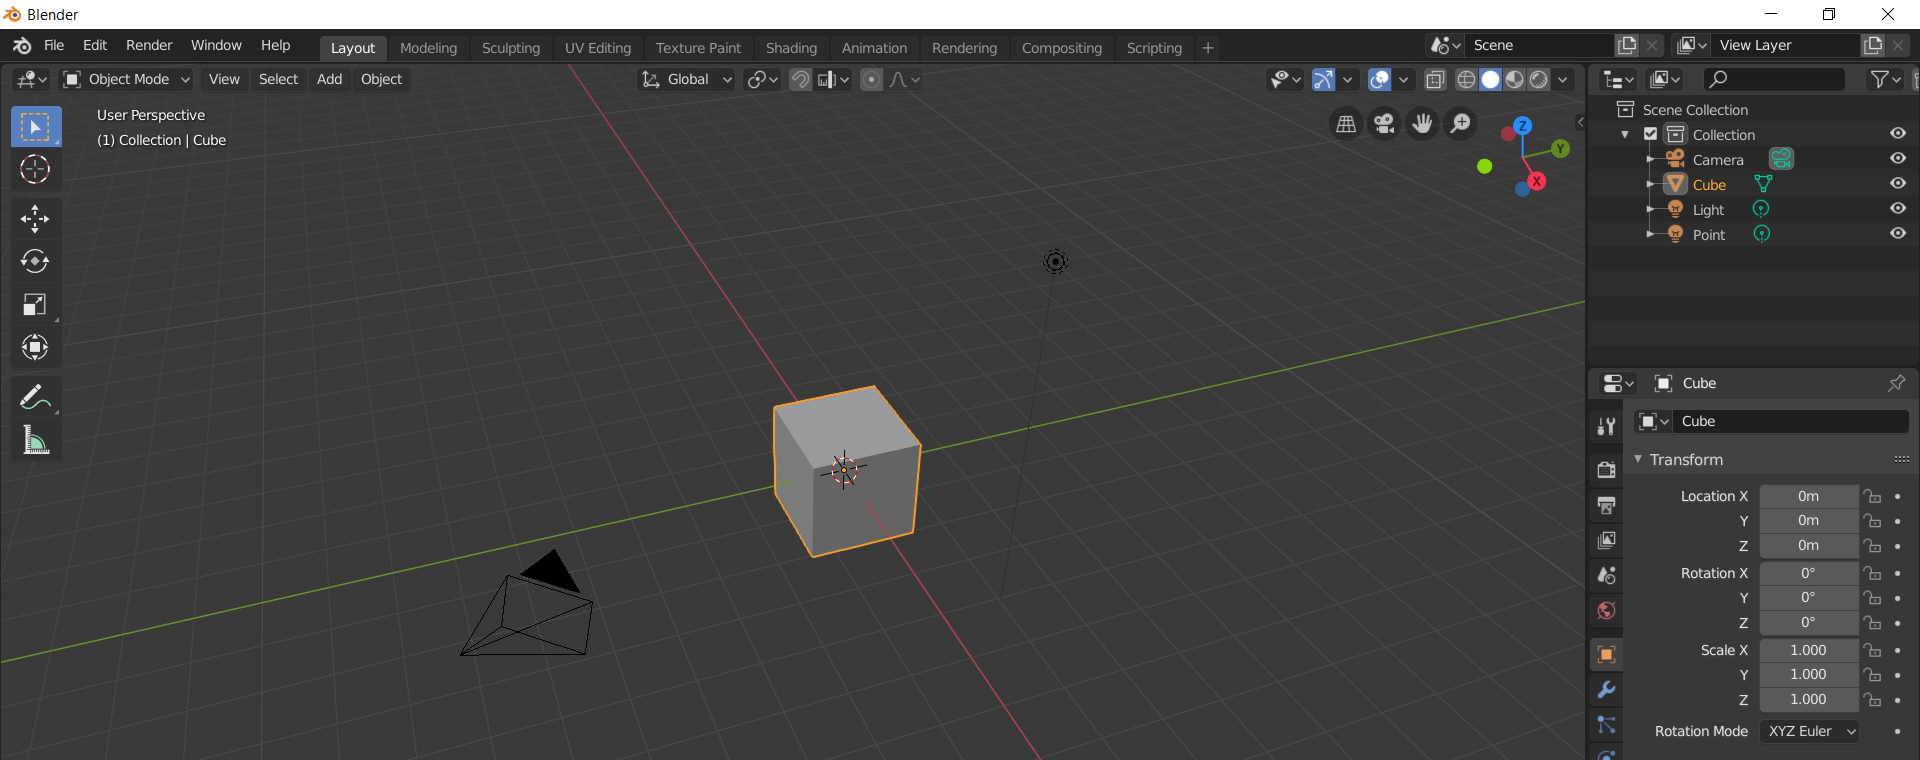 Blender
File Edit Render Window Help Layout Modeling Sculpting UV Editing Texture Paint Shading Animation Rendering Compositing Scripting + Scene View Layer
Object Mode View Select Add Object Global
User Perspective
(1) Collection | Cube
Z
Y
X
Scene Collection
Collection
Camera
Cube
Light
Point
Cube
Cube
Transform
Location X 0m
Y 0m
Z 0m
Rotation X 0°
Y 0°
Z 0°
Scale X 1.000
Y 1.000
Z 1.000
Rotation Mode XYZ Euler